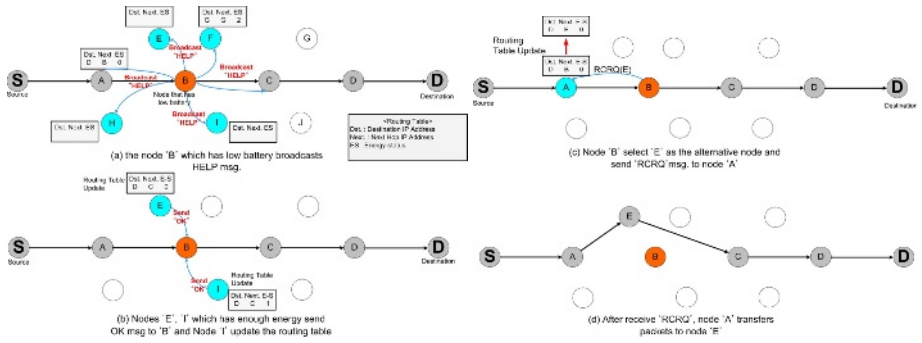 Dst. Next. ES
Dst. Next. ES
G G 2
E
F
G
Broadcast
"HELP"
Dst. Next ES
D B 0
Broadcast
"HELP"
Broadcast
"HELP"
S
A
B
C
D
D
Source
Node that has
low battery
Destination
Broadcast
"HELP"
H
I
J
Dst. Next. ES
Dst. Next. ES
<Routing Table>
Dst. : Destination IP Address
Next. : Next Hop IP Address
ES : Energy status
(a) the node 'B' which has low battery broadcasts
HELP msg.
Routing Table
Update
Dst. Next. E-S
E
Send
"OK"
S
A
B
C
D
D
Source
Destination
Send
"OK"
I
Routing Table
Update
Dst. Next. E-S
D C 1
(b) Nodes 'E', 'I' which has enough energy send
OK msg to 'B' and Node 'I' update the routing table
Dst. Next E-S
D E 0
Routing
Table Update
Dst. Next E-S
D B 0
RCRQ(E)
S
A
B
C
D
D
Source
Destination
(c) Node 'B' select 'E' as the alternative node and
send 'RCRQ' msg. to node 'A'
E
S
A
B
C
D
D
(d) After receive 'RCRQ', node 'A' transfers
packets to node 'E'